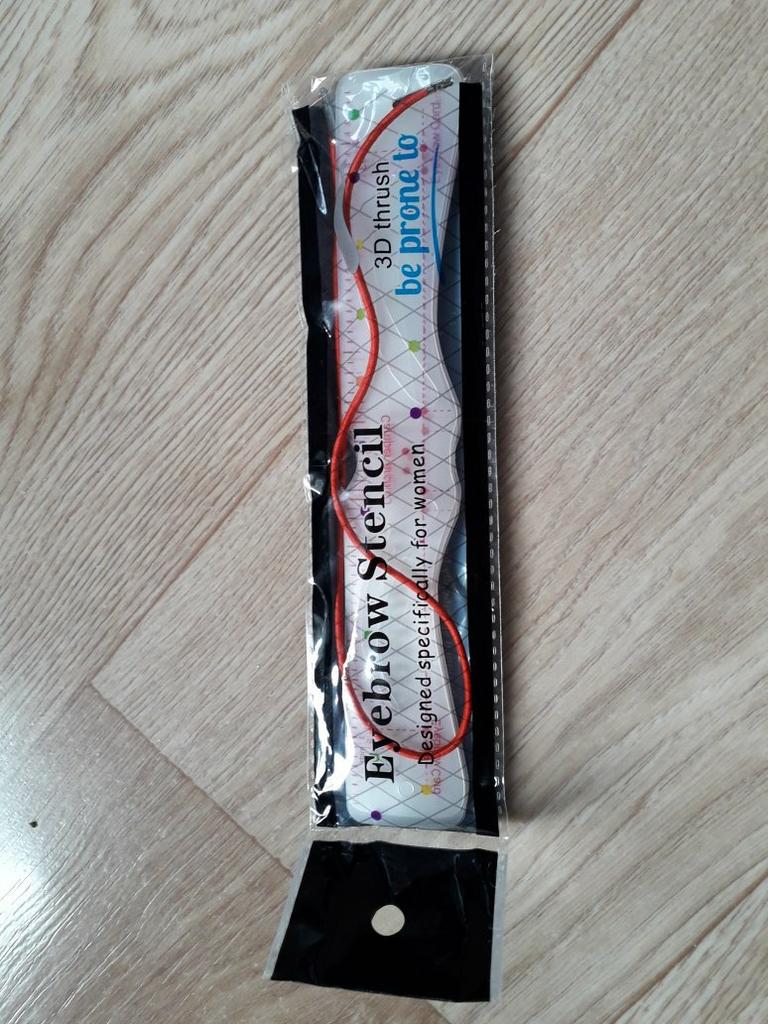 Eyebrow Stencil
Designed specifically for women
3D thrush
be prone to